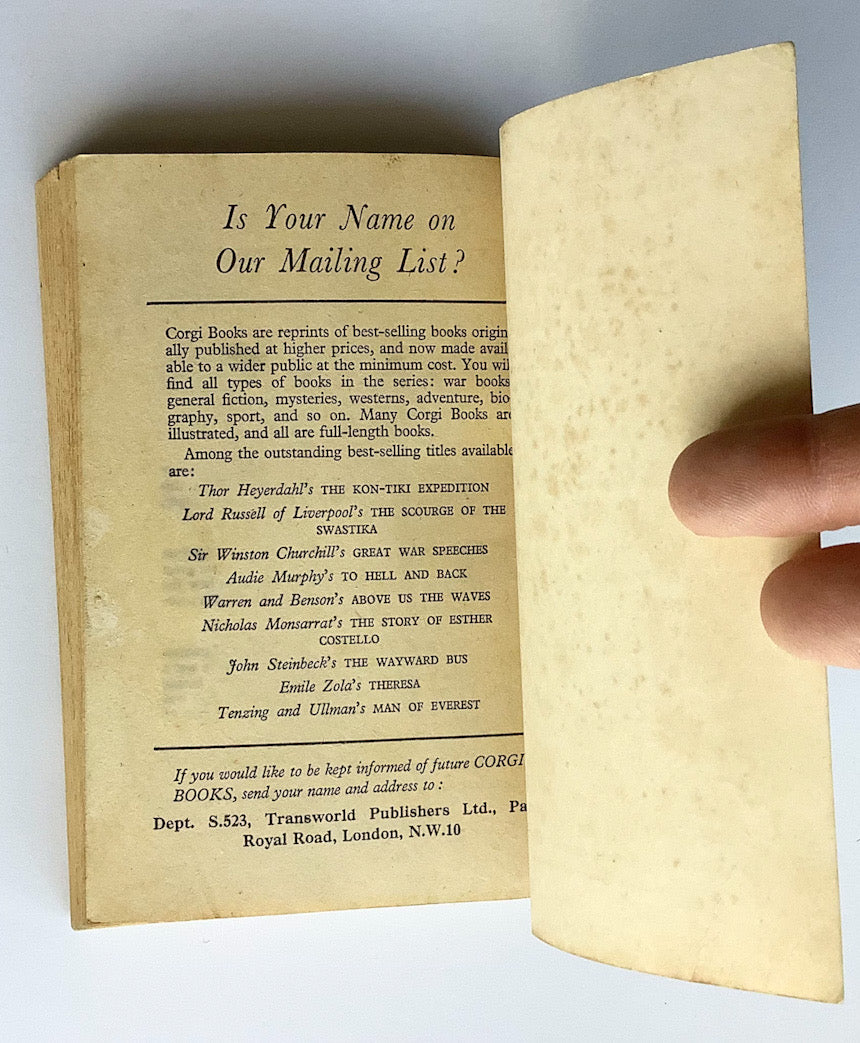 Is Your Name on
Our Mailing List?
Corgi Books are reprints of best-selling books origin
ally published at higher prices, and now made avail
able to a wider public at the minimum cost. You wil
find all types of books in the series: war books
general fiction, mysteries, westerns, adventure, bio
graphy, sport, and so on. Many Corgi Books are
illustrated, and all are full-length books.
Among the outstanding best-selling titles available
are:
Thor Heyerdahl's THE KON-TIKI EXPEDITION
Lord Russell of Liverpool's THE SCOURGE OF THE
SWASTIKA
Sir Winston Churchill's GREAT WAR SPEECHES
Audie Murphy's TO HELL AND BACK
Warren and Benson's ABOVE US THE WAVES
Nicholas Monsarrat's THE STORY OF ESTHER
COSTELLO
John Steinbeck's THE WAYWARD BUS
Emile Zola's THERESA
Tenzing and Ullman's MAN OF EVEREST
If you would like to be kept informed of future CORGI
BOOKS, send your name and address to:
Dept. S.523, Transworld Publishers Ltd., Pa
Royal Road, London, N.W.10